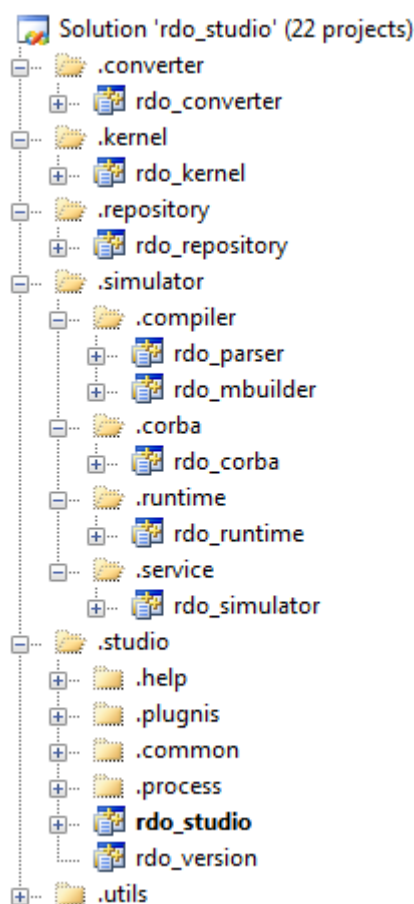 Solution 'rdo_studio' (22 projects)
.converter
rdo_converter
.kernel
rdo_kernel
.repository
rdo_repository
.simulator
.compiler
rdo_parser
rdo_mbuilder
.corba
rdo_corba
.runtime
rdo_runtime
.service
rdo_simulator
.studio
.help
.plugnis
.common
.process
rdo_studio
rdo_version
.utils